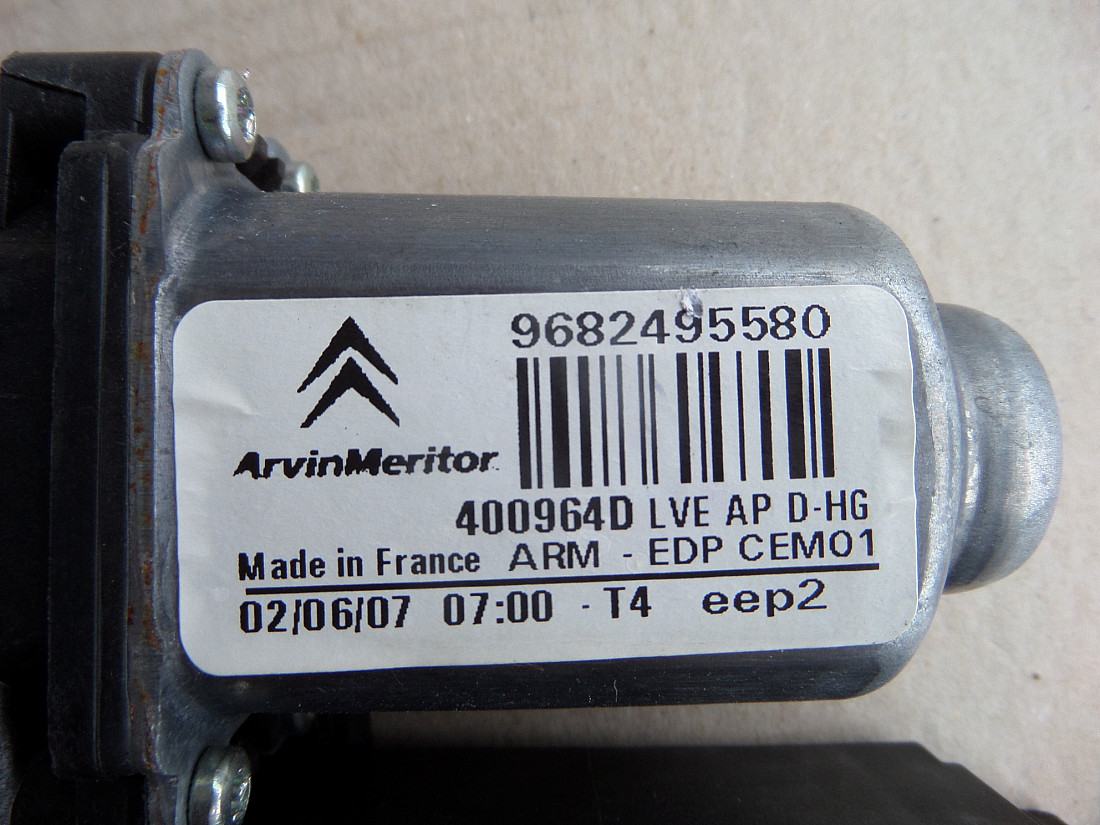 9682495580
ArvinMeritor
400964D LVE AP D-HG
Made in France ARM - EDP CEM01
02/06/07 07:00 - T4 eep2